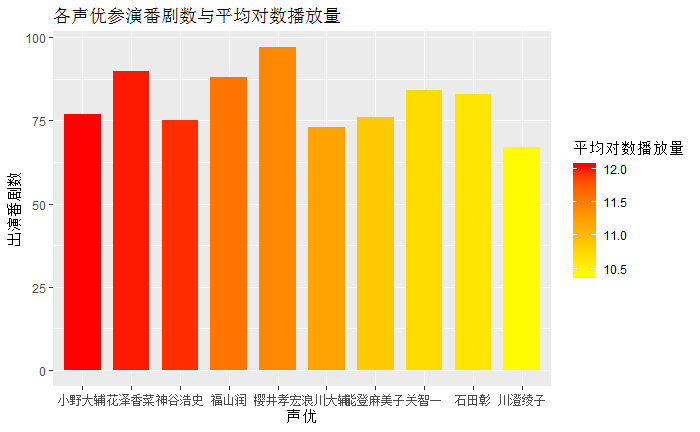 各声优参演番剧数与平均对数播放量
出演番剧数
100
75
50
25
0
小野大辅 花泽香菜 神谷浩史 福山润 樱井孝宏 浪川大辅 能登麻美子 关智一 石田彰 川澄绫子
声优
平均对数播放量
12.0
11.5
11.0
10.5